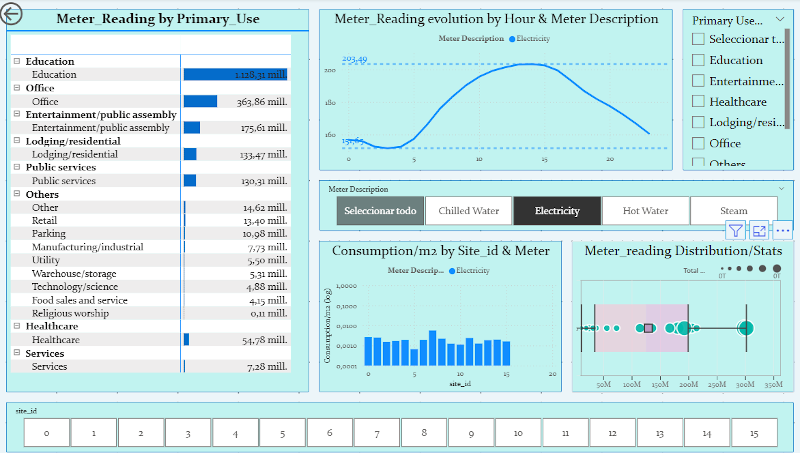 Meter_Reading by Primary_Use
Education
Education 1.128,31 mill.
Office
Office 363,86 mill.
Entertainment/public assembly
Entertainment/public assembly 175,61 mill.
Lodging/residential
Lodging/residential 133,47 mill.
Public services
Public services 130,31 mill.
Others
Other 14,62 mill.
Retail 13,40 mill.
Parking 10,98 mill.
Manufacturing/industrial 7,73 mill.
Utility 5,50 mill.
Warehouse/storage 5,31 mill.
Technology/science 4,88 mill.
Food sales and service 4,15 mill.
Religious worship 0,11 mill.
Healthcare
Healthcare 54,78 mill.
Services
Services 7,28 mill.
Meter_Reading evolution by Hour & Meter Description
Meter Description Electricity
203,49
200
180
160
0 5 10 15 20
Primary Use...
Seleccionar t...
Education
Entertainme...
Healthcare
Lodging/resi...
Office
Others
Meter Description
Seleccionar todo Chilled Water Electricity Hot Water Steam
Consumption/m2 by Site_id & Meter
Meter Descrip... Electricity
Consumption/m2 (log)
1,0000
0,1000
0,0100
0,0010
0,0001
0 5 10 15 20
site_id
Meter_reading Distribution/Stats
Total ...
0T 0T
50M 100M 150M 200M 250M 300M 350M
site_id
0 1 2 3 4 5 6 7 8 9 10 11 12 13 14 15